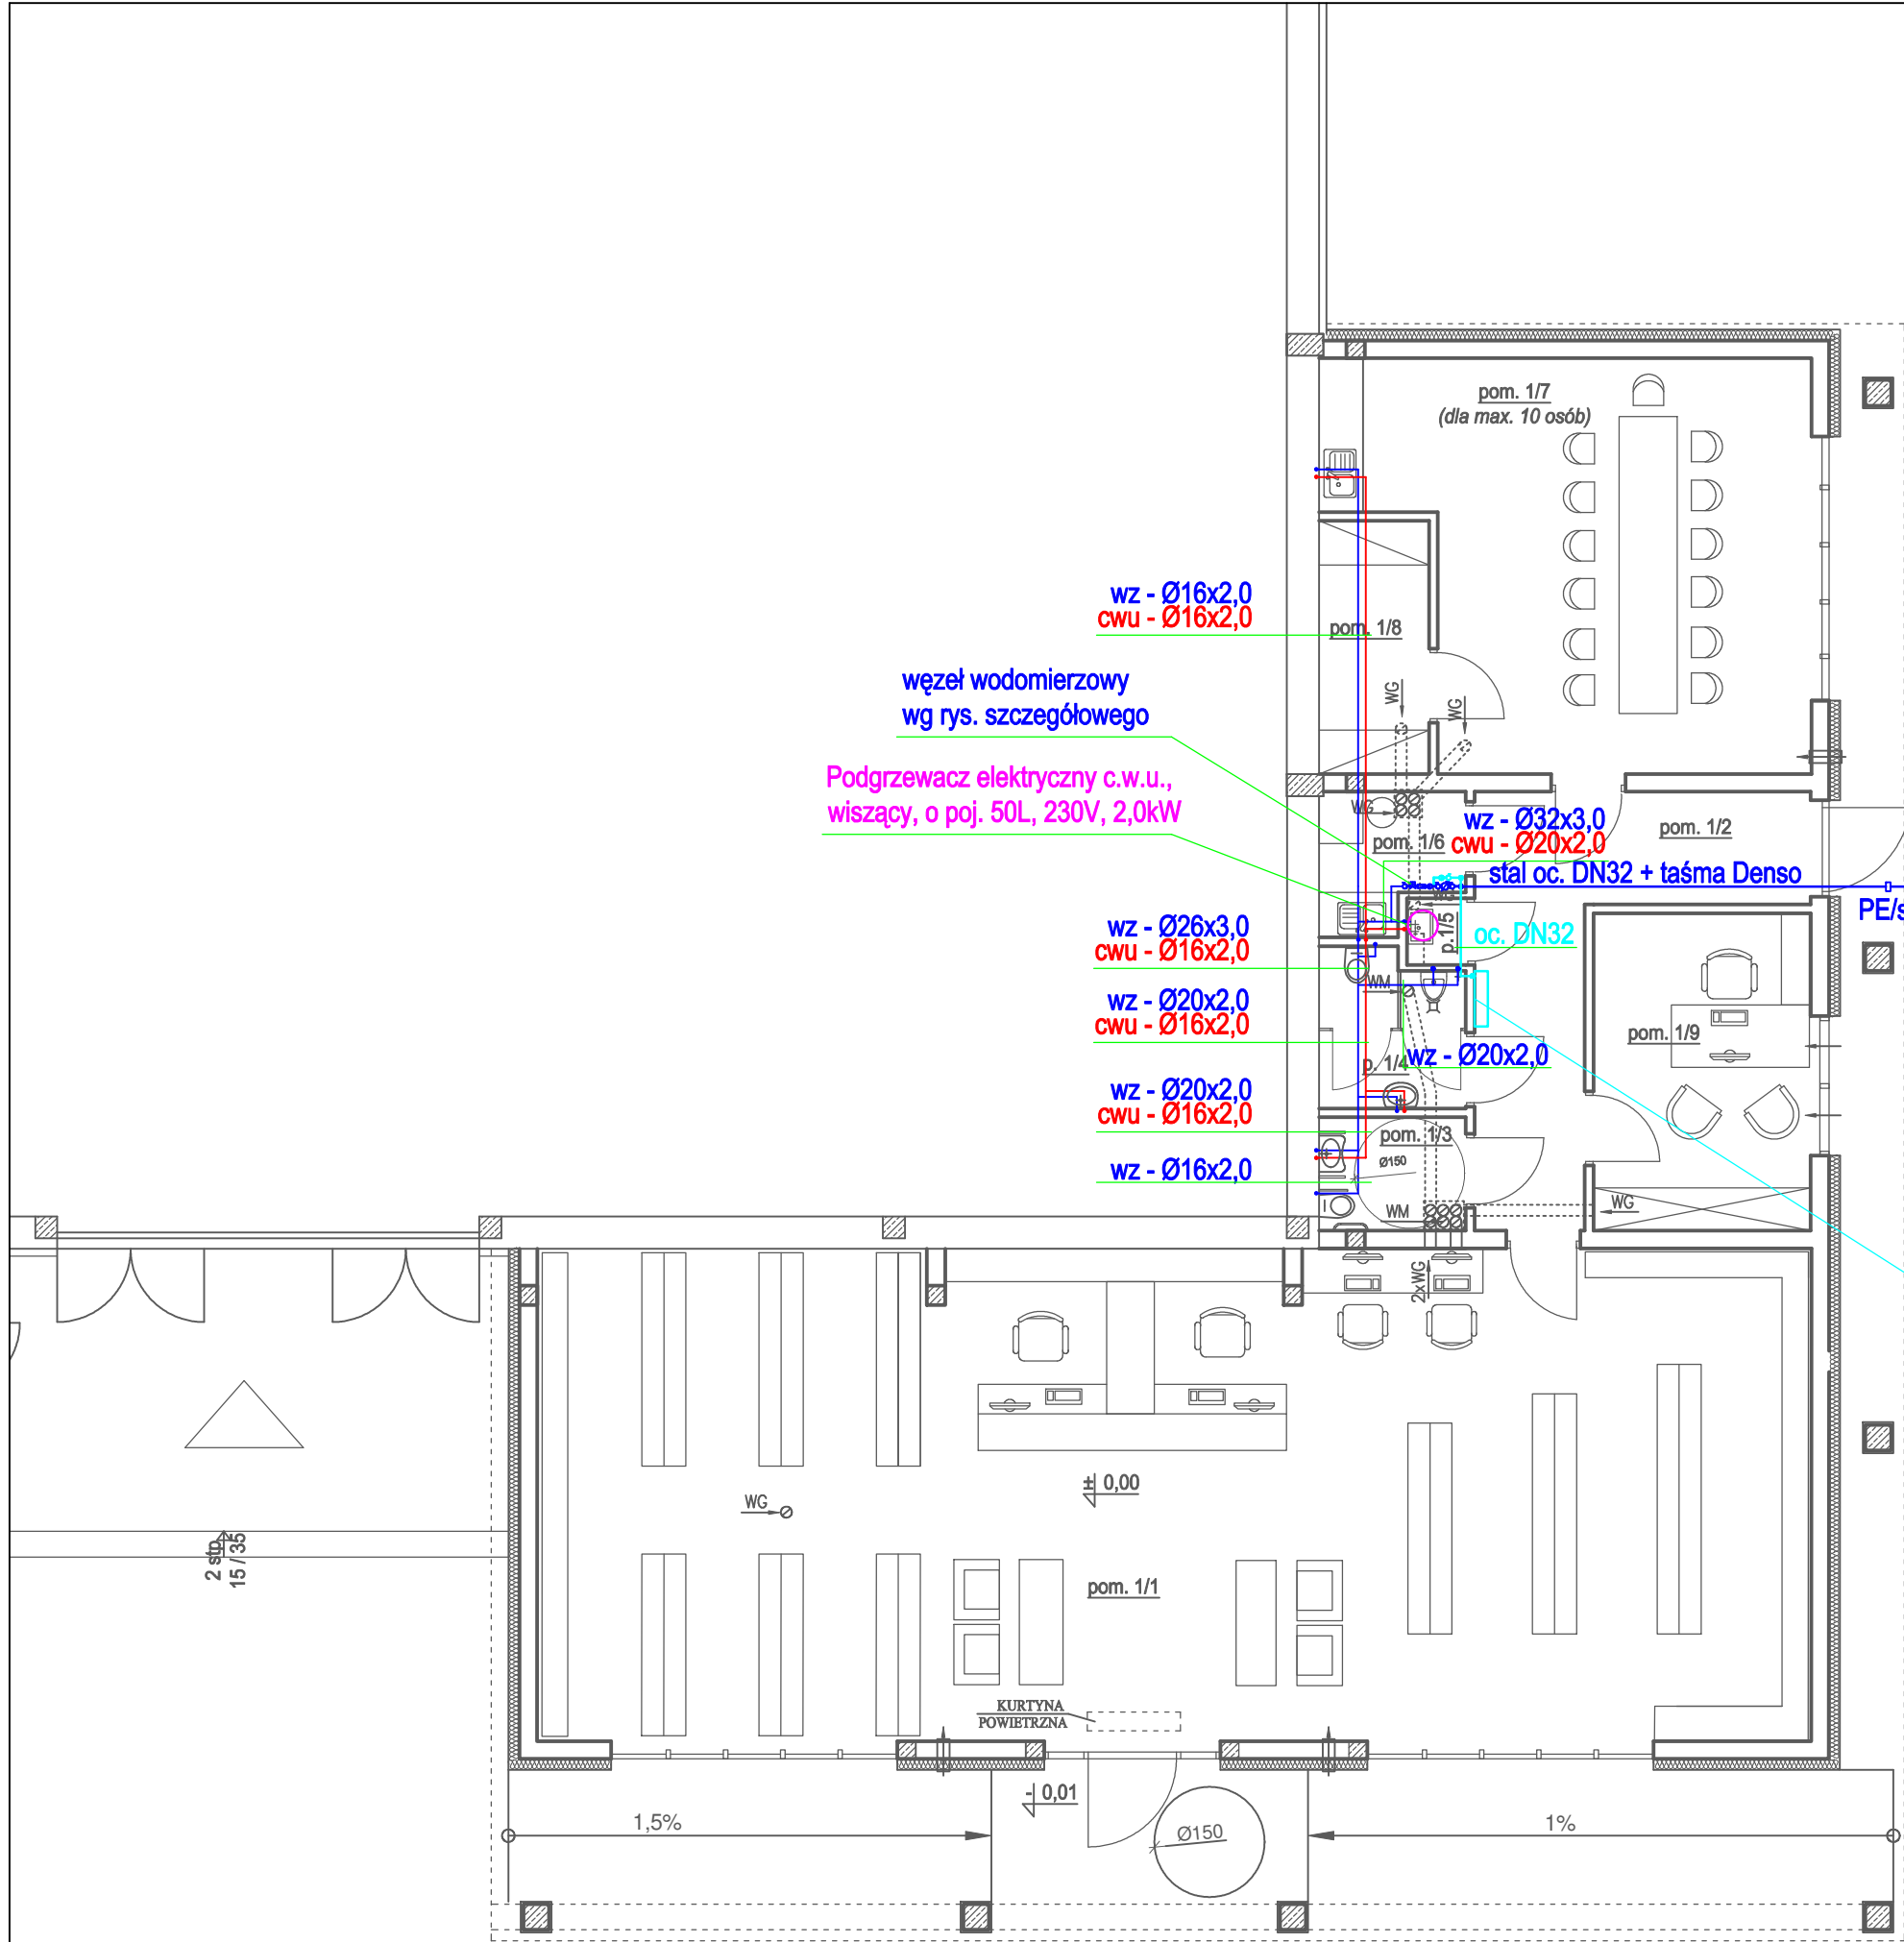 pom. 1/7
(dla max. 10 osób)
wz - Ø16x2,0
cwu - Ø16x2,0
pom. 1/8
węzeł wodomierzowy
wg rys. szczegółowego
WG
WG
Podgrzewacz elektryczny c.w.u.,
wiszący, o poj. 50L, 230V, 2,0kW
WG
pom. 1/6
wz - Ø32x3,0
cwu - Ø20x2,0
pom. 1/2
stal oc. DN32 + taśma Denso
WG
PE/s
p.1/5
oc. DN32
wz - Ø26x3,0
cwu - Ø16x2,0
WM
wz - Ø20x2,0
cwu - Ø16x2,0
pom. 1/9
p. 1/4
wz - Ø20x2,0
wz - Ø20x2,0
cwu - Ø16x2,0
pom. 1/3
Ø150
wz - Ø16x2,0
WM
WG
2xWG
± 0,00
WG
2 stp.
15 / 35
pom. 1/1
KURTYNA
POWIETRZNA
- 0,01
1,5%
Ø150
1%